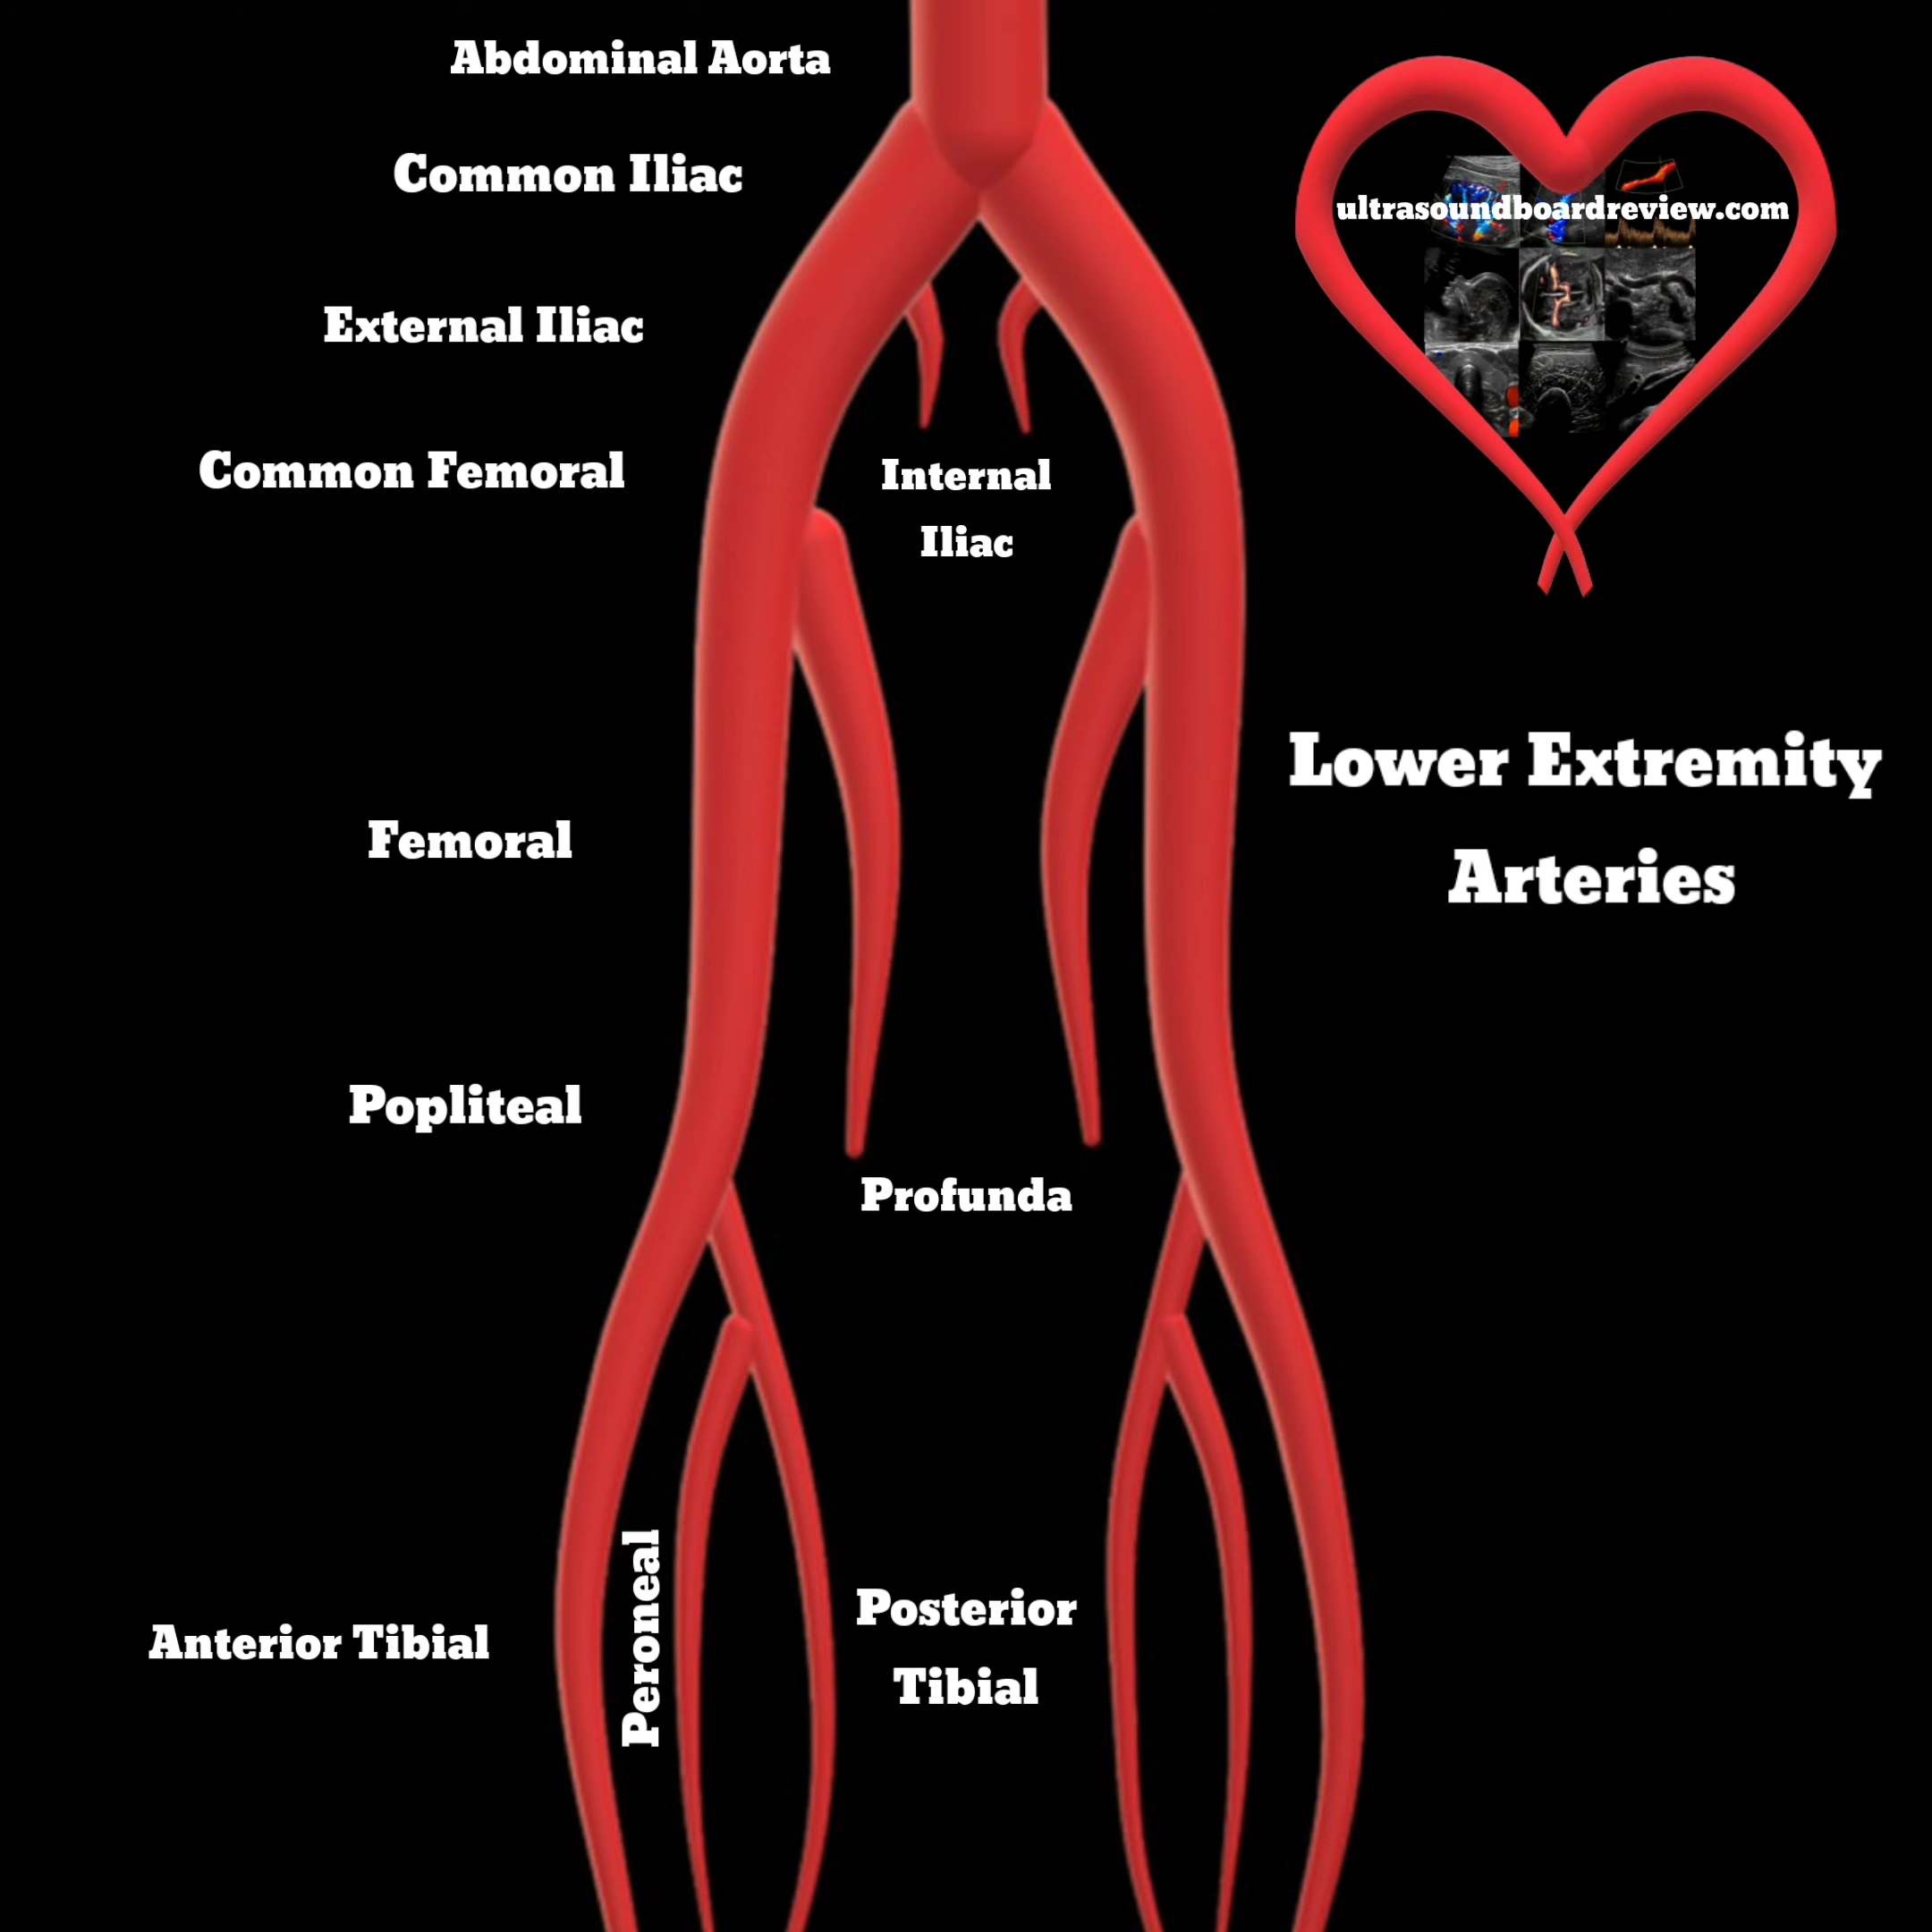 Abdominal Aorta
Common Iliac
ultrasoundboardreview.com
External Iliac
Common Femoral
Internal
Iliac
Lower Extremity
Arteries
Femoral
Popliteal
Profunda
Anterior Tibial
Peroneal
Posterior
Tibial